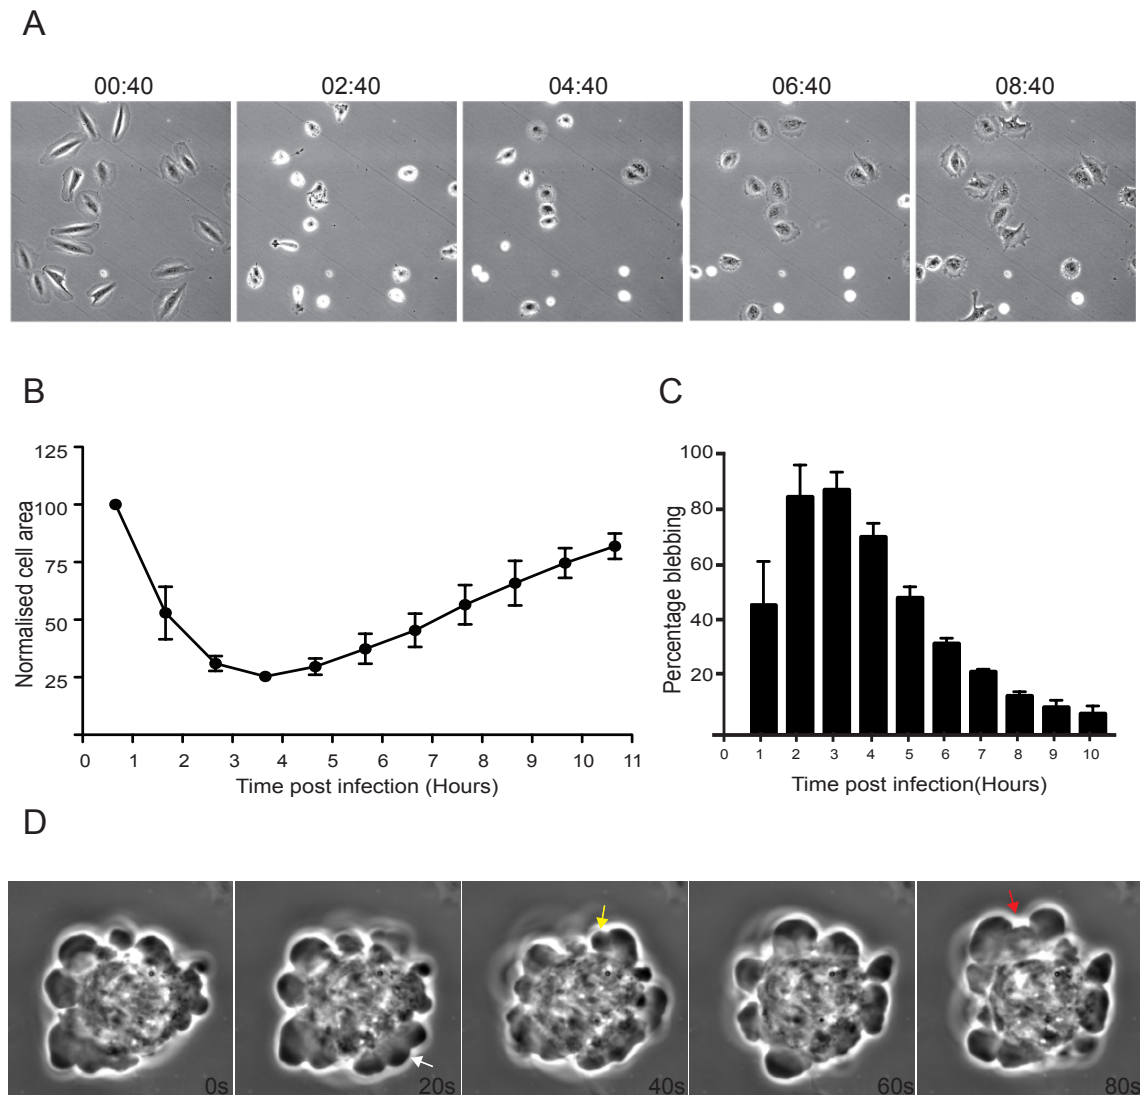 A
00:40 02:40 04:40 06:40 08:40
B
125
100
75
50
25
Normalised cell area
0 1 2 3 4 5 6 7 8 9 10 11
Time post infection (Hours)
C
100
80
60
40
20
Percentage blebbing
0 1 2 3 4 5 6 7 8 9 10
Time post infection(Hours)
D
0s 20s 40s 60s 80s